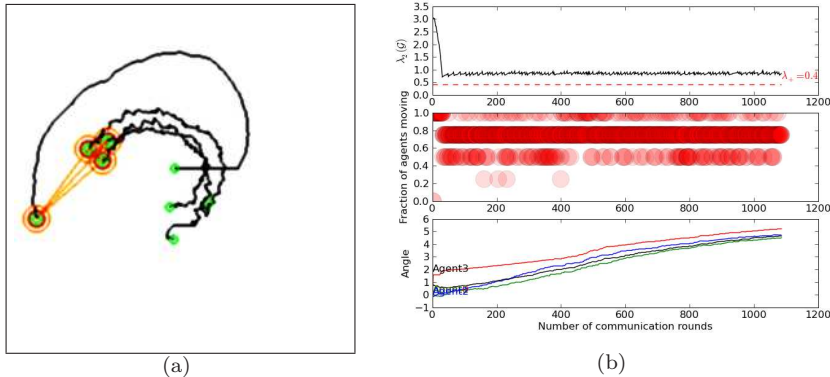 3.5
3.0
2.5
2.0
1.5
1.0
0.5
0.0
λ₂(G)
λ₊=0.4
0 200 400 600 800 1000 1200
1.0
0.8
0.6
0.4
0.2
0.0
Fraction of agents moving
0 200 400 600 800 1000 1200
6
5
4
3
2
1
0
−1
Angle
Agent3
Agent2
0 200 400 600 800 1000 1200
Number of communication rounds
(a)
(b)